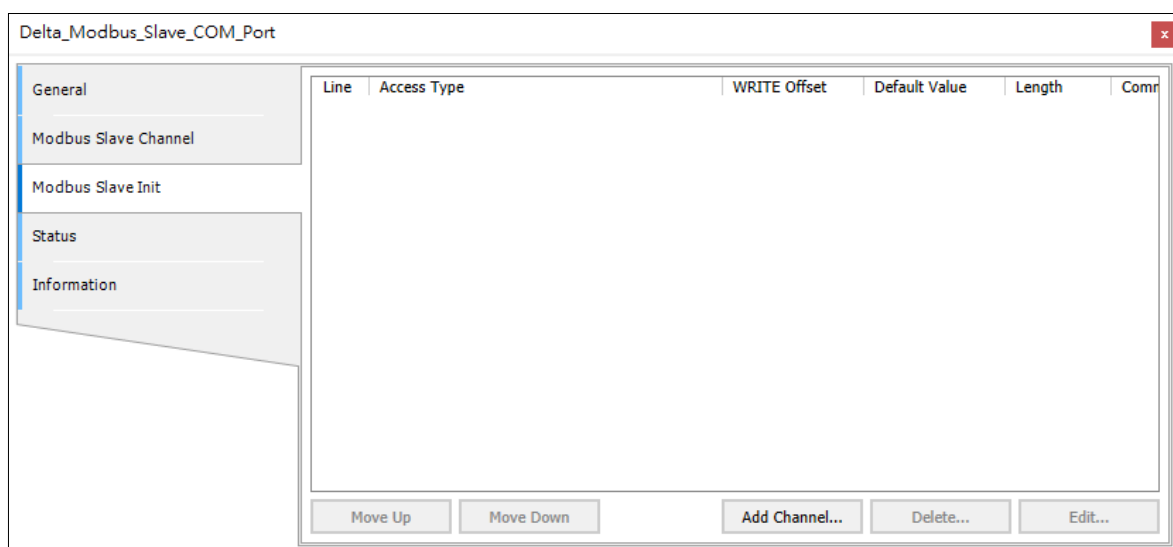 Delta_Modbus_Slave_COM_Port
x
General
Modbus Slave Channel
Modbus Slave Init
Status
Information
Line Access Type WRITE Offset Default Value Length Comm
Move Up Move Down Add Channel... Delete... Edit...